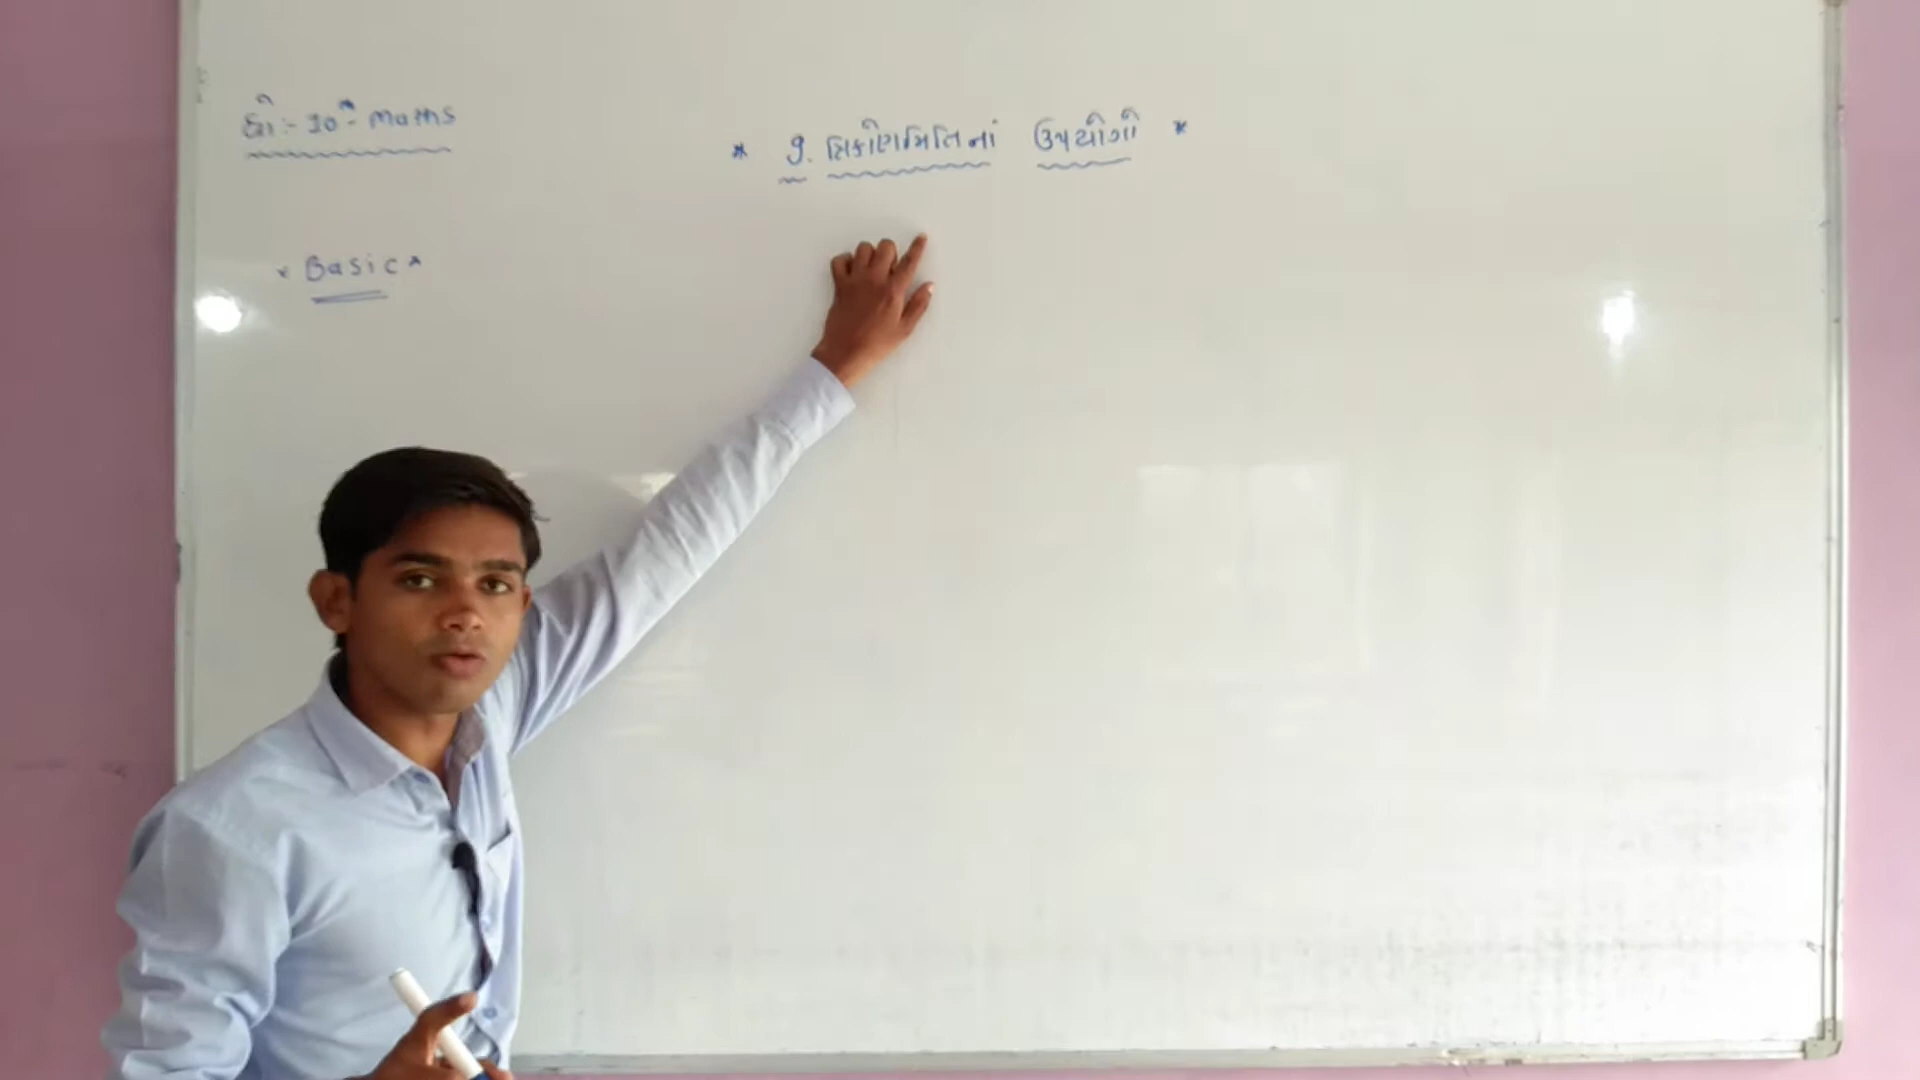 ધો:- 10ᵗʰ - Maths
* 9. ત્રિકોણમિતિનાં ઉપયોગો *
* Basic *